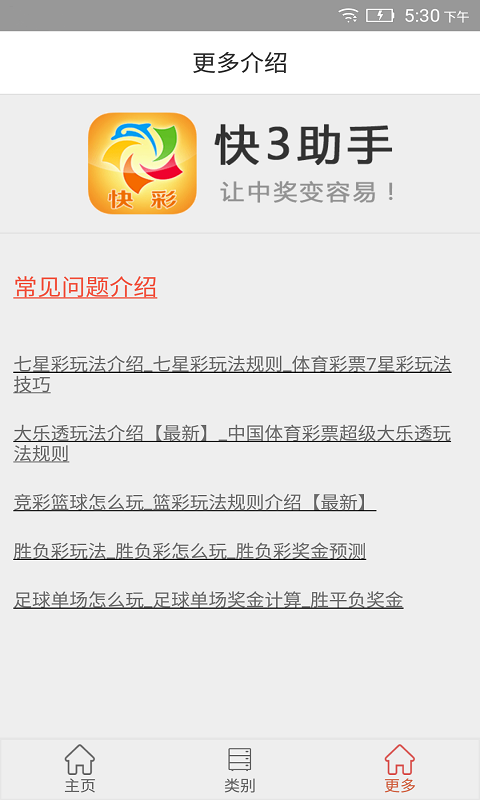 5:30 下午
更多介绍
快彩
快3助手
让中奖变容易！
常见问题介绍
七星彩玩法介绍_七星彩玩法规则_体育彩票7星彩玩法
技巧
大乐透玩法介绍【最新】_中国体育彩票超级大乐透玩
法规则
竞彩篮球怎么玩_篮彩玩法规则介绍【最新】
胜负彩玩法_胜负彩怎么玩_胜负彩奖金预测
足球单场怎么玩_足球单场奖金计算_胜平负奖金
主页
类别
更多